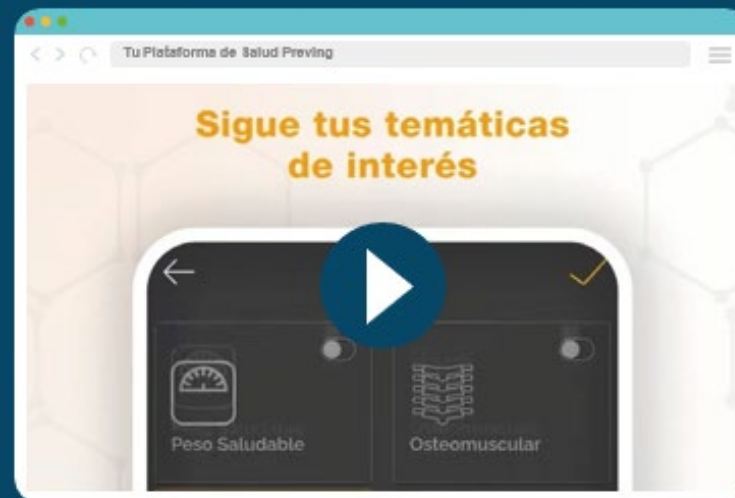 Tu Plataforma de Salud Preving
Sigue tus temáticas
de interés
Peso Saludable
Osteomuscular